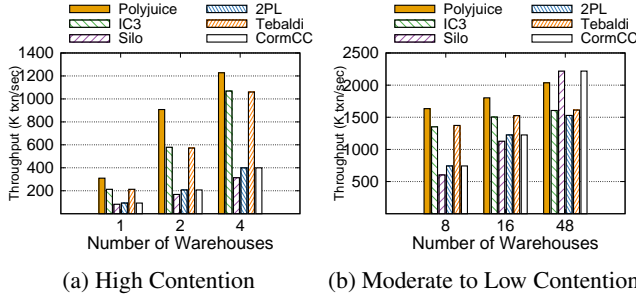 Polyjuice 2PL
IC3 Tebaldi
Silo CormCC
Throughput (K txn/sec)
1400
1200
1000
800
600
400
200
1 2 4
Number of Warehouses
(a) High Contention
Polyjuice 2PL
IC3 Tebaldi
Silo CormCC
Throughput (K txn/sec)
2500
2000
1500
1000
500
8 16 48
Number of Warehouses
(b) Moderate to Low Contention